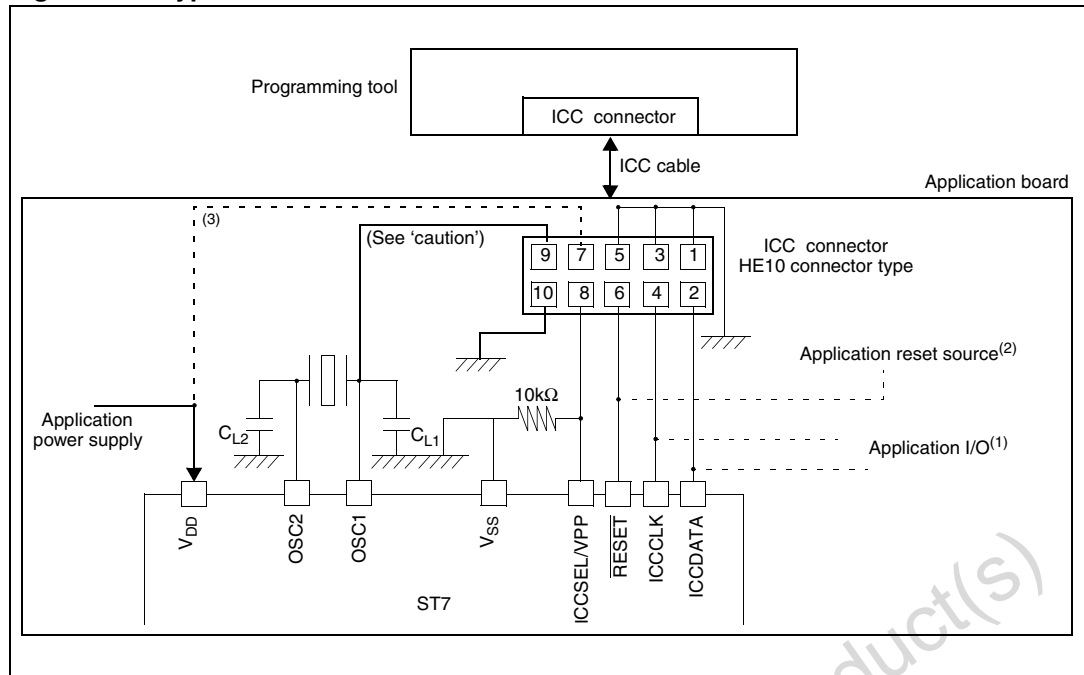 Programming tool
ICC connector
ICC cable
Application board
(3)
(See ‘caution’)
9 7 5 3 1
10 8 6 4 2
ICC connector
HE10 connector type
Application reset source(2)
10kΩ
Application
power supply
CL2
CL1
Application I/O(1)
VDD
OSC2
OSC1
VSS
ICCSEL/VPP
RESET
ICCCLK
ICCDATA
ST7
duct(s)